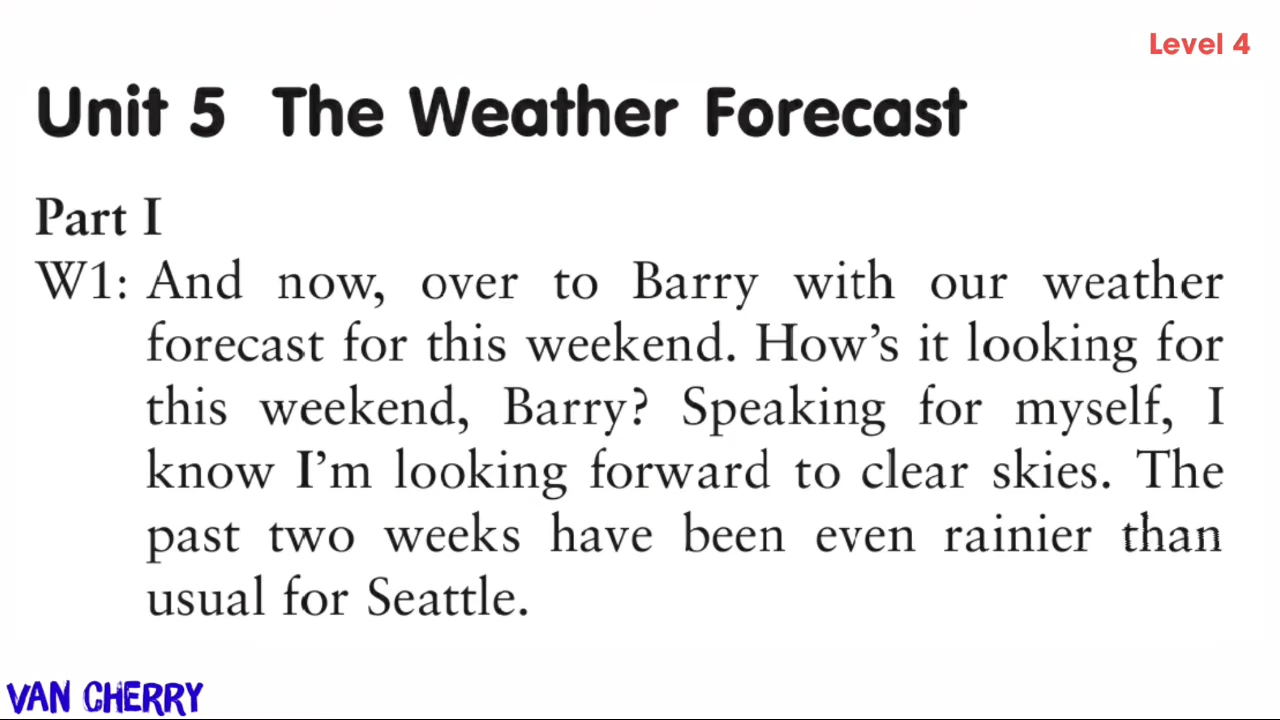 Level 4
Unit 5 The Weather Forecast
Part I
W1: And now, over to Barry with our weather
forecast for this weekend. How’s it looking for
this weekend, Barry? Speaking for myself, I
know I’m looking forward to clear skies. The
past two weeks have been even rainier than
usual for Seattle.
VAN CHERRY